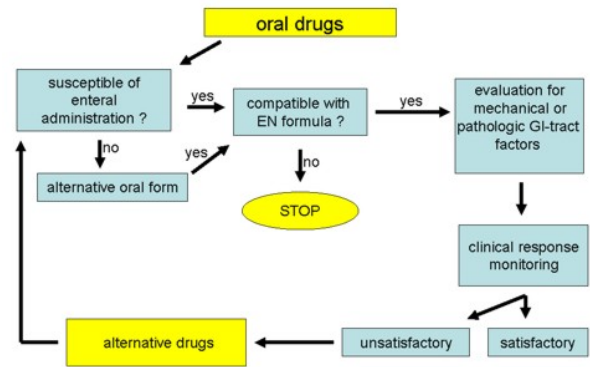 oral drugs
susceptible of
enteral
administration ?
yes
compatible with
EN formula ?
yes
evaluation for
mechanical or
pathologic GI-tract
factors
no
yes
alternative oral form
no
STOP
clinical response
monitoring
alternative drugs
unsatisfactory
satisfactory